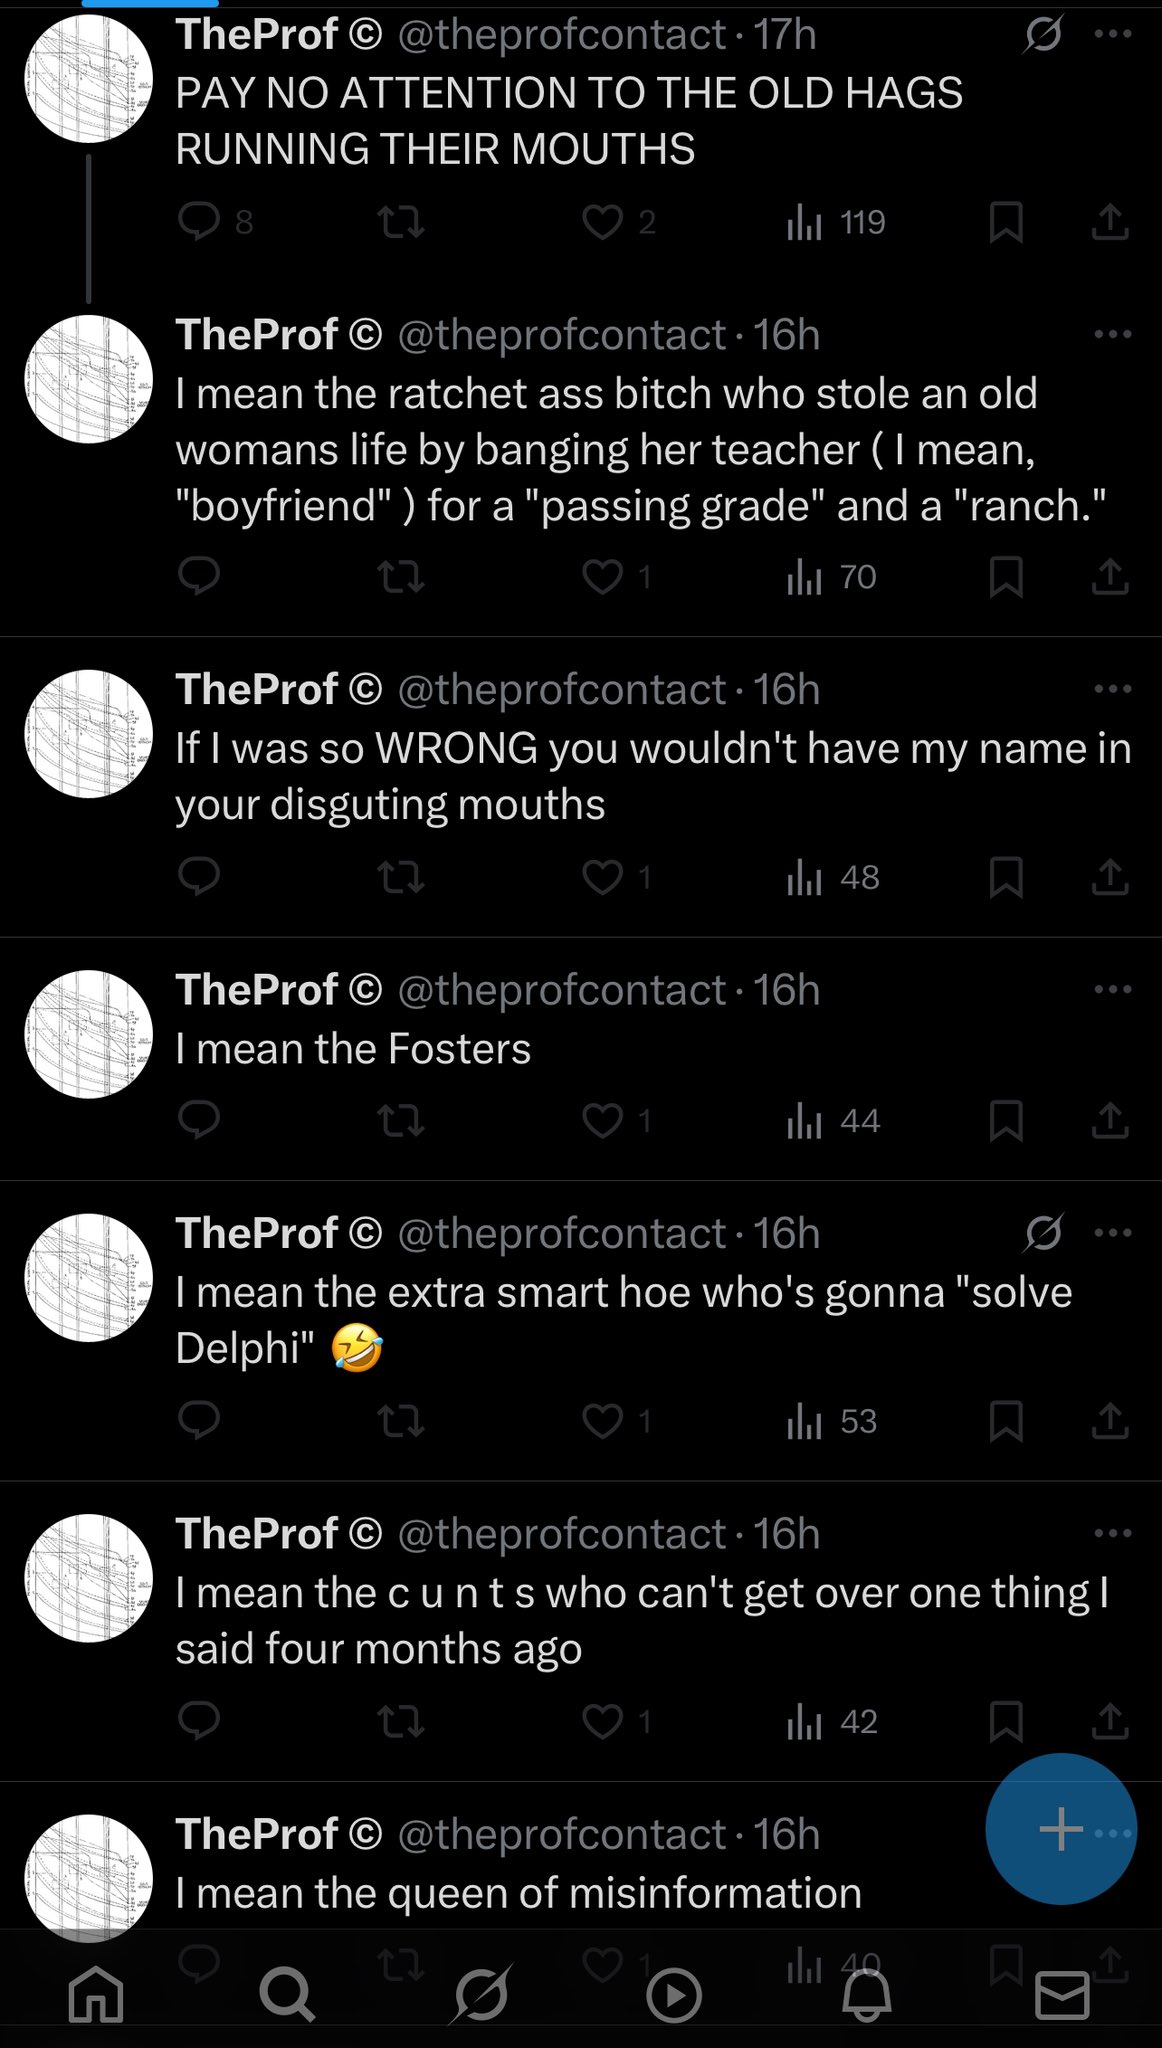 TheProf © @theprofcontact · 17h
PAY NO ATTENTION TO THE OLD HAGS
RUNNING THEIR MOUTHS
8 2 119
TheProf © @theprofcontact · 16h
I mean the ratchet ass bitch who stole an old
womans life by banging her teacher ( I mean,
"boyfriend" ) for a "passing grade" and a "ranch."
1 70
TheProf © @theprofcontact · 16h
If I was so WRONG you wouldn't have my name in
your disguting mouths
1 48
TheProf © @theprofcontact · 16h
I mean the Fosters
1 44
TheProf © @theprofcontact · 16h
I mean the extra smart hoe who's gonna "solve
Delphi" 🤣
1 53
TheProf © @theprofcontact · 16h
I mean the c u n t s who can't get over one thing I
said four months ago
1 42
TheProf © @theprofcontact · 16h
I mean the queen of misinformation
1 40